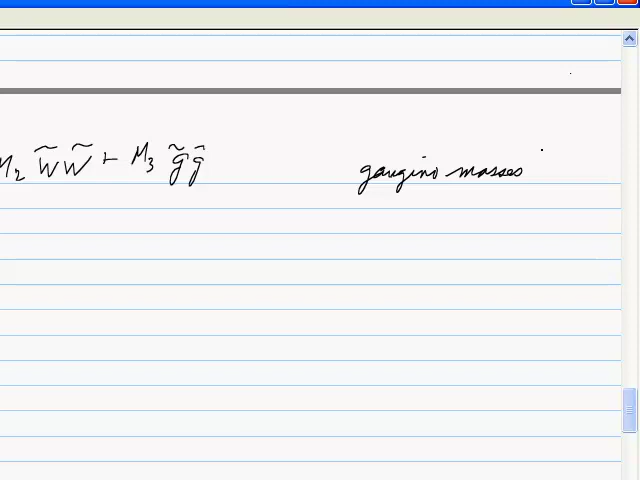 M₂ W̃ W̃ + M₃ g̃ g̃ gaugino masses